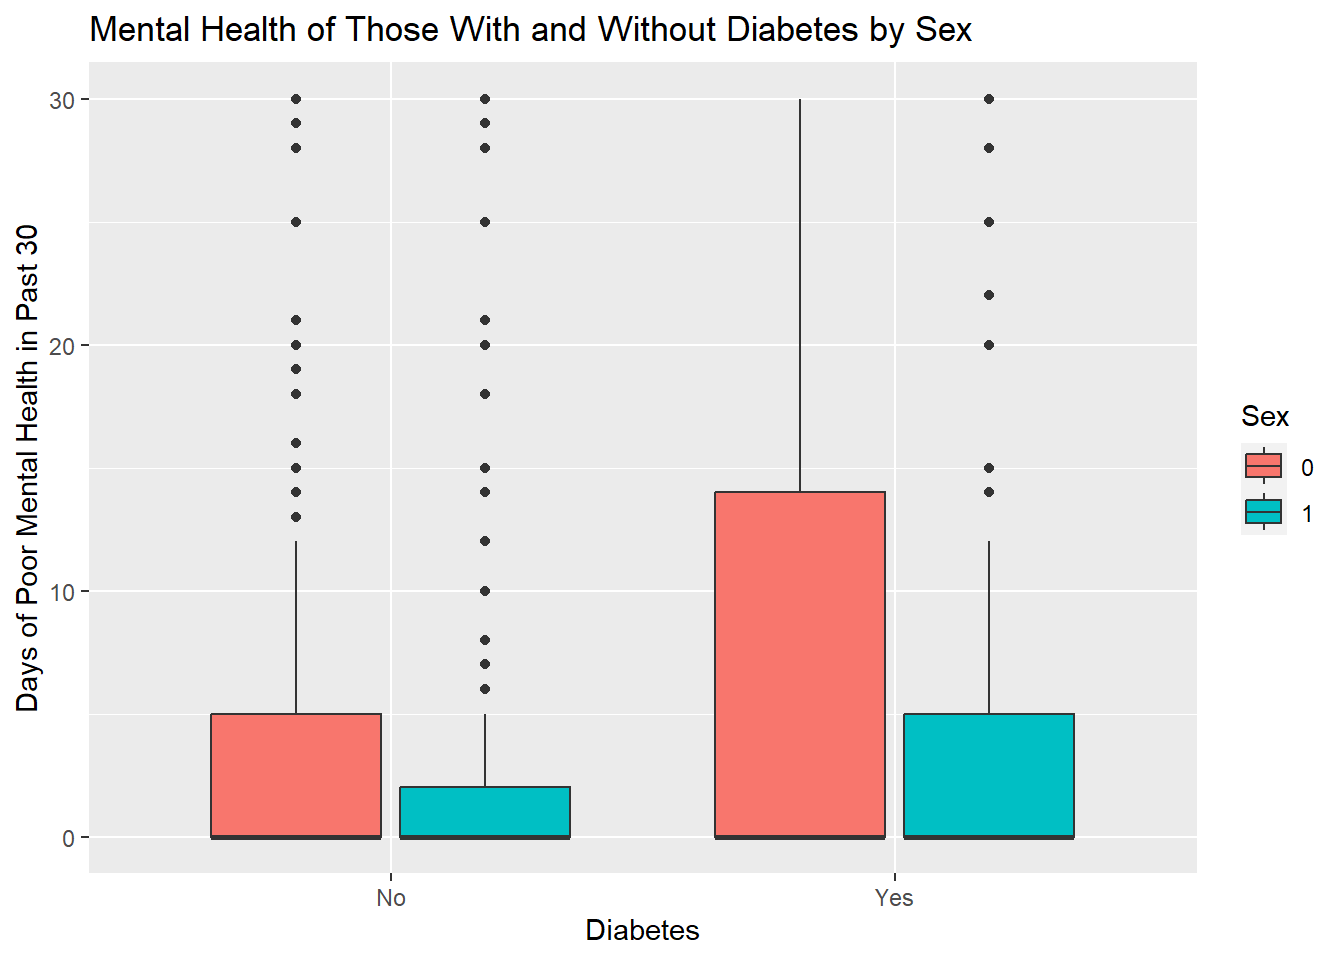 Mental Health of Those With and Without Diabetes by Sex
Days of Poor Mental Health in Past 30
30
20
10
0
No
Yes
Diabetes
Sex
0
1